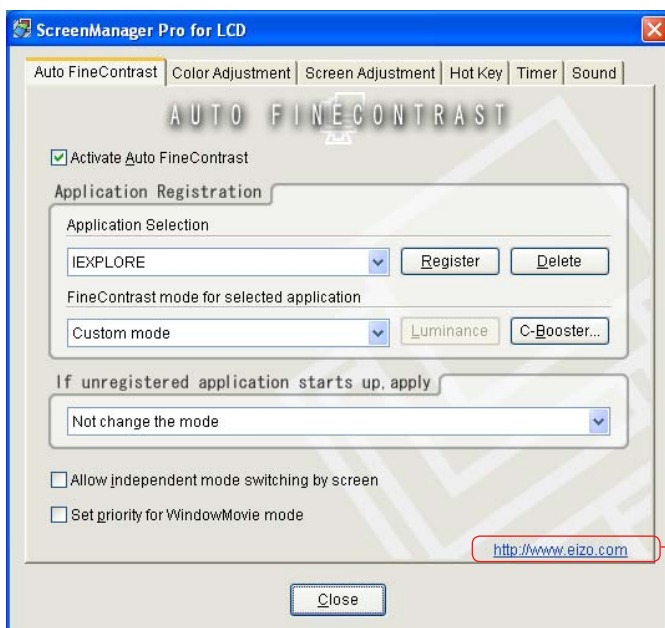 ScreenManager Pro for LCD
Auto FineContrast Color Adjustment Screen Adjustment Hot Key Timer Sound
AUTO FINECONTRAST
Activate Auto FineContrast
Application Registration
Application Selection
IEXPLORE Register Delete
FineContrast mode for selected application
Custom mode Luminance C-Booster...
If unregistered application starts up, apply
Not change the mode
Allow independent mode switching by screen
Set priority for WindowMovie mode
http://www.eizo.com
Close